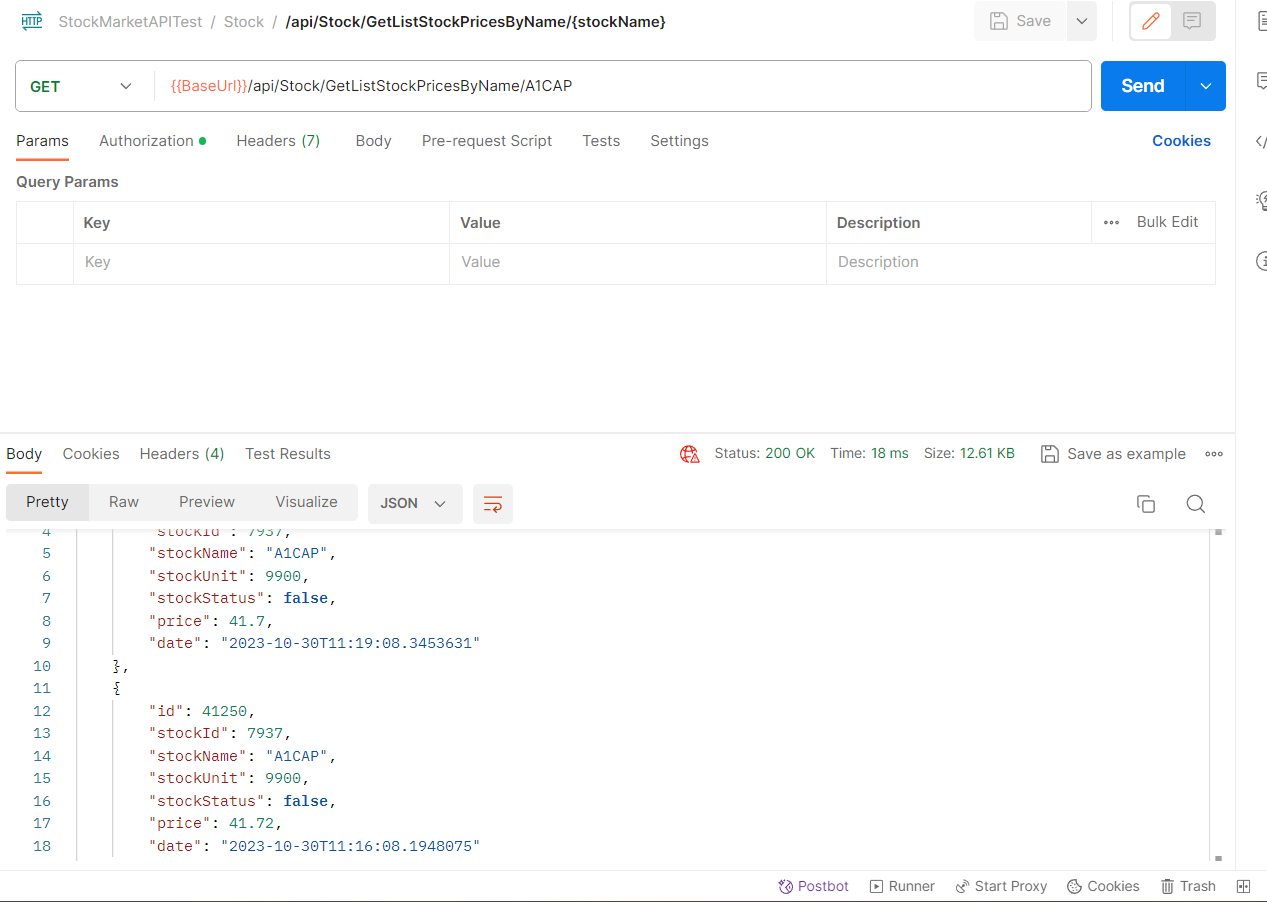 HTTP StockMarketAPITest / Stock / /api/Stock/GetListStockPricesByName/{stockName} Save
GET {{BaseUrl}}/api/Stock/GetListStockPricesByName/A1CAP Send
Params Authorization Headers (7) Body Pre-request Script Tests Settings Cookies
Query Params
Key Value Description Bulk Edit
Key Value Description
Body Cookies Headers (4) Test Results Status: 200 OK Time: 18 ms Size: 12.61 KB Save as example
Pretty Raw Preview Visualize JSON
4 "stockId": 7937,
5 "stockName": "A1CAP",
6 "stockUnit": 9900,
7 "stockStatus": false,
8 "price": 41.7,
9 "date": "2023-10-30T11:19:08.3453631"
10 },
11 {
12 "id": 41250,
13 "stockId": 7937,
14 "stockName": "A1CAP",
15 "stockUnit": 9900,
16 "stockStatus": false,
17 "price": 41.72,
18 "date": "2023-10-30T11:16:08.1948075"
Postbot Runner Start Proxy Cookies Trash